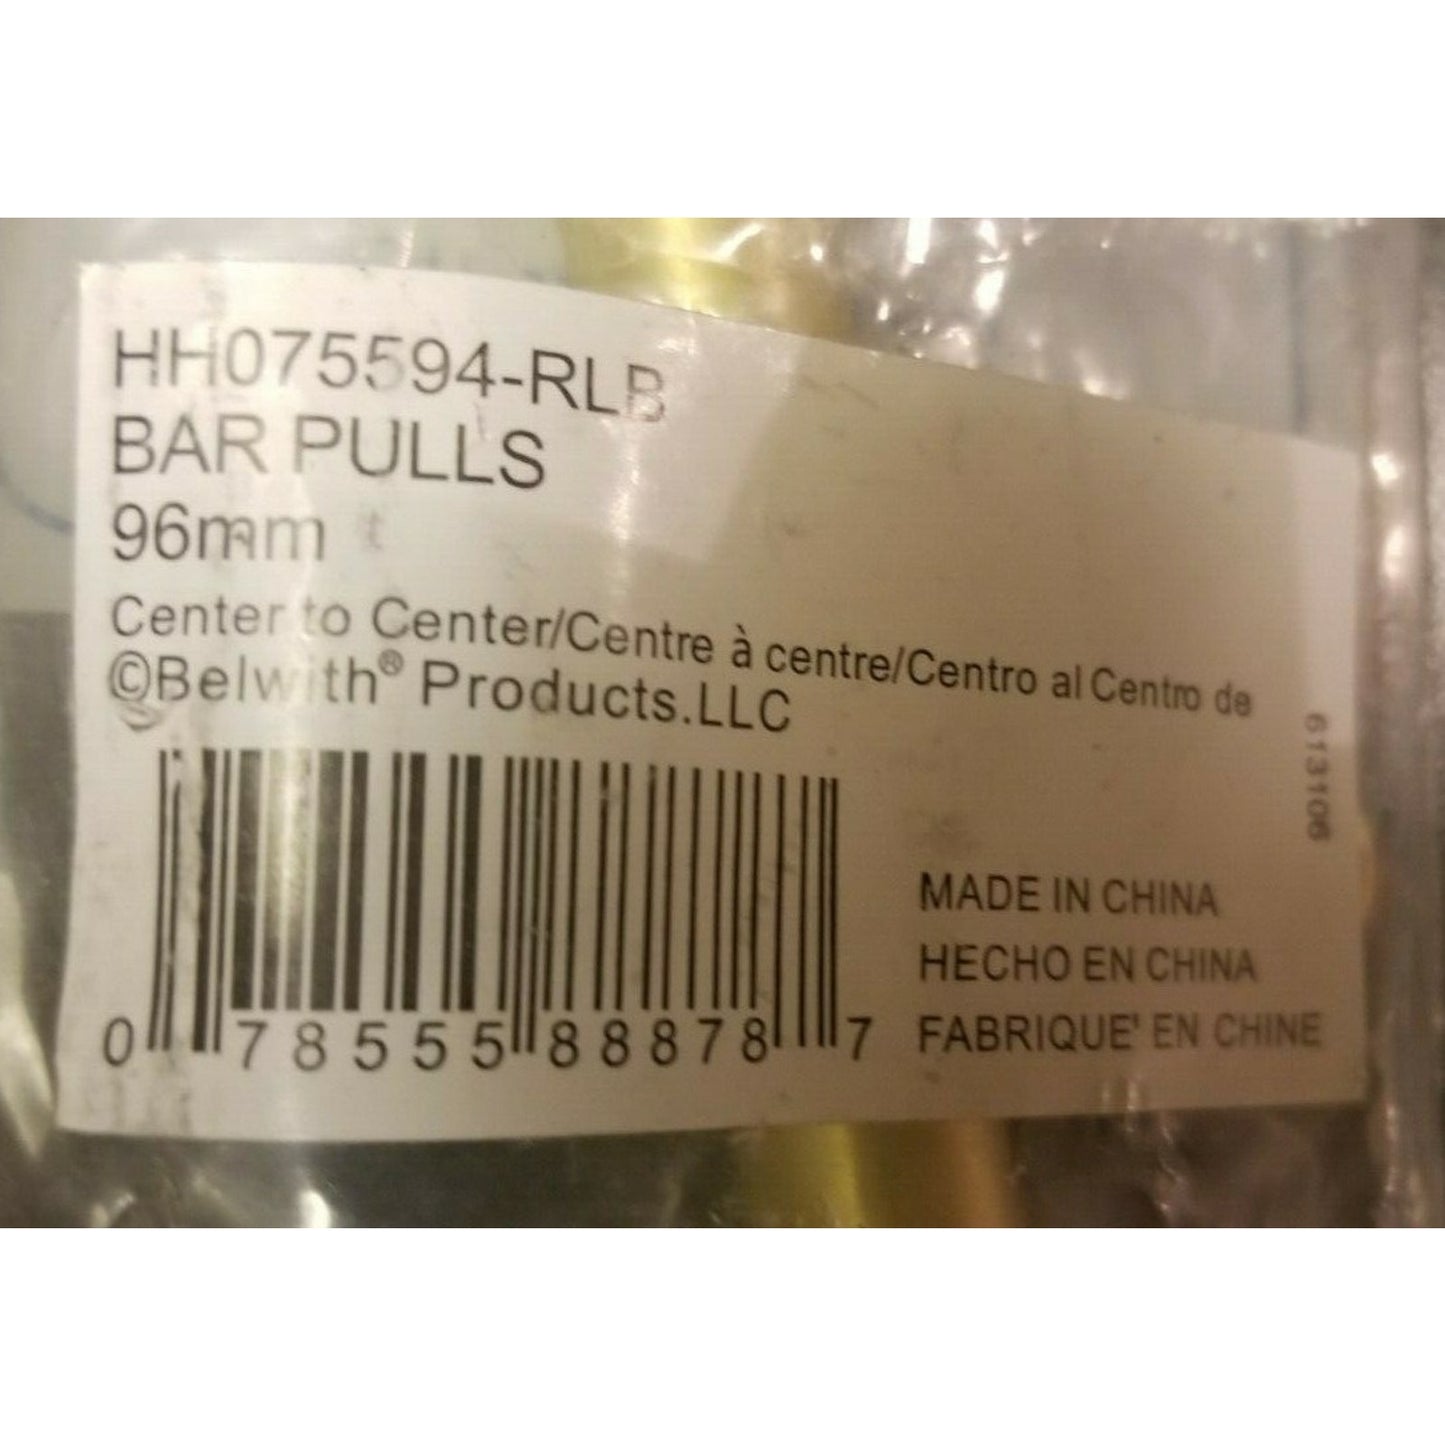 HH075594-RLB
BAR PULLS
96mm
Center to Center/Centre à centre/Centro al Centro de
©Belwith® Products.LLC
613106
0 78555 88878 7
MADE IN CHINA
HECHO EN CHINA
FABRIQUE' EN CHINE